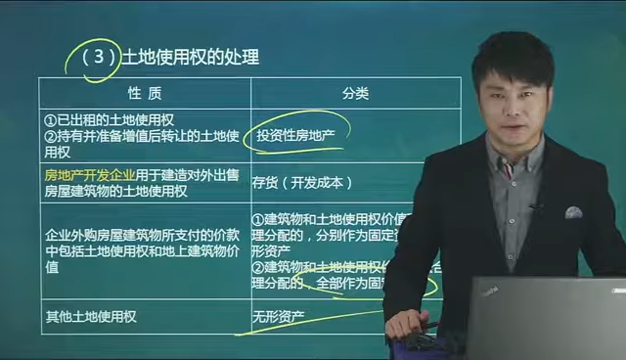 （3）土地使用权的处理
性 质
分类
①已出租的土地使用权
②持有并准备增值后转让的土地使
用权
投资性房地产
房地产开发企业用于建造对外出售
房屋建筑物的土地使用权
存货（开发成本）
企业外购房屋建筑物所支付的价款
中包括土地使用权和地上建筑物价
值
①建筑物和土地使用权价值
理分配的，分别作为固定
形资产
②建筑物和土地使用权价 合
理分配的，全部作为固定
其他土地使用权
无形资产
ThinkPad